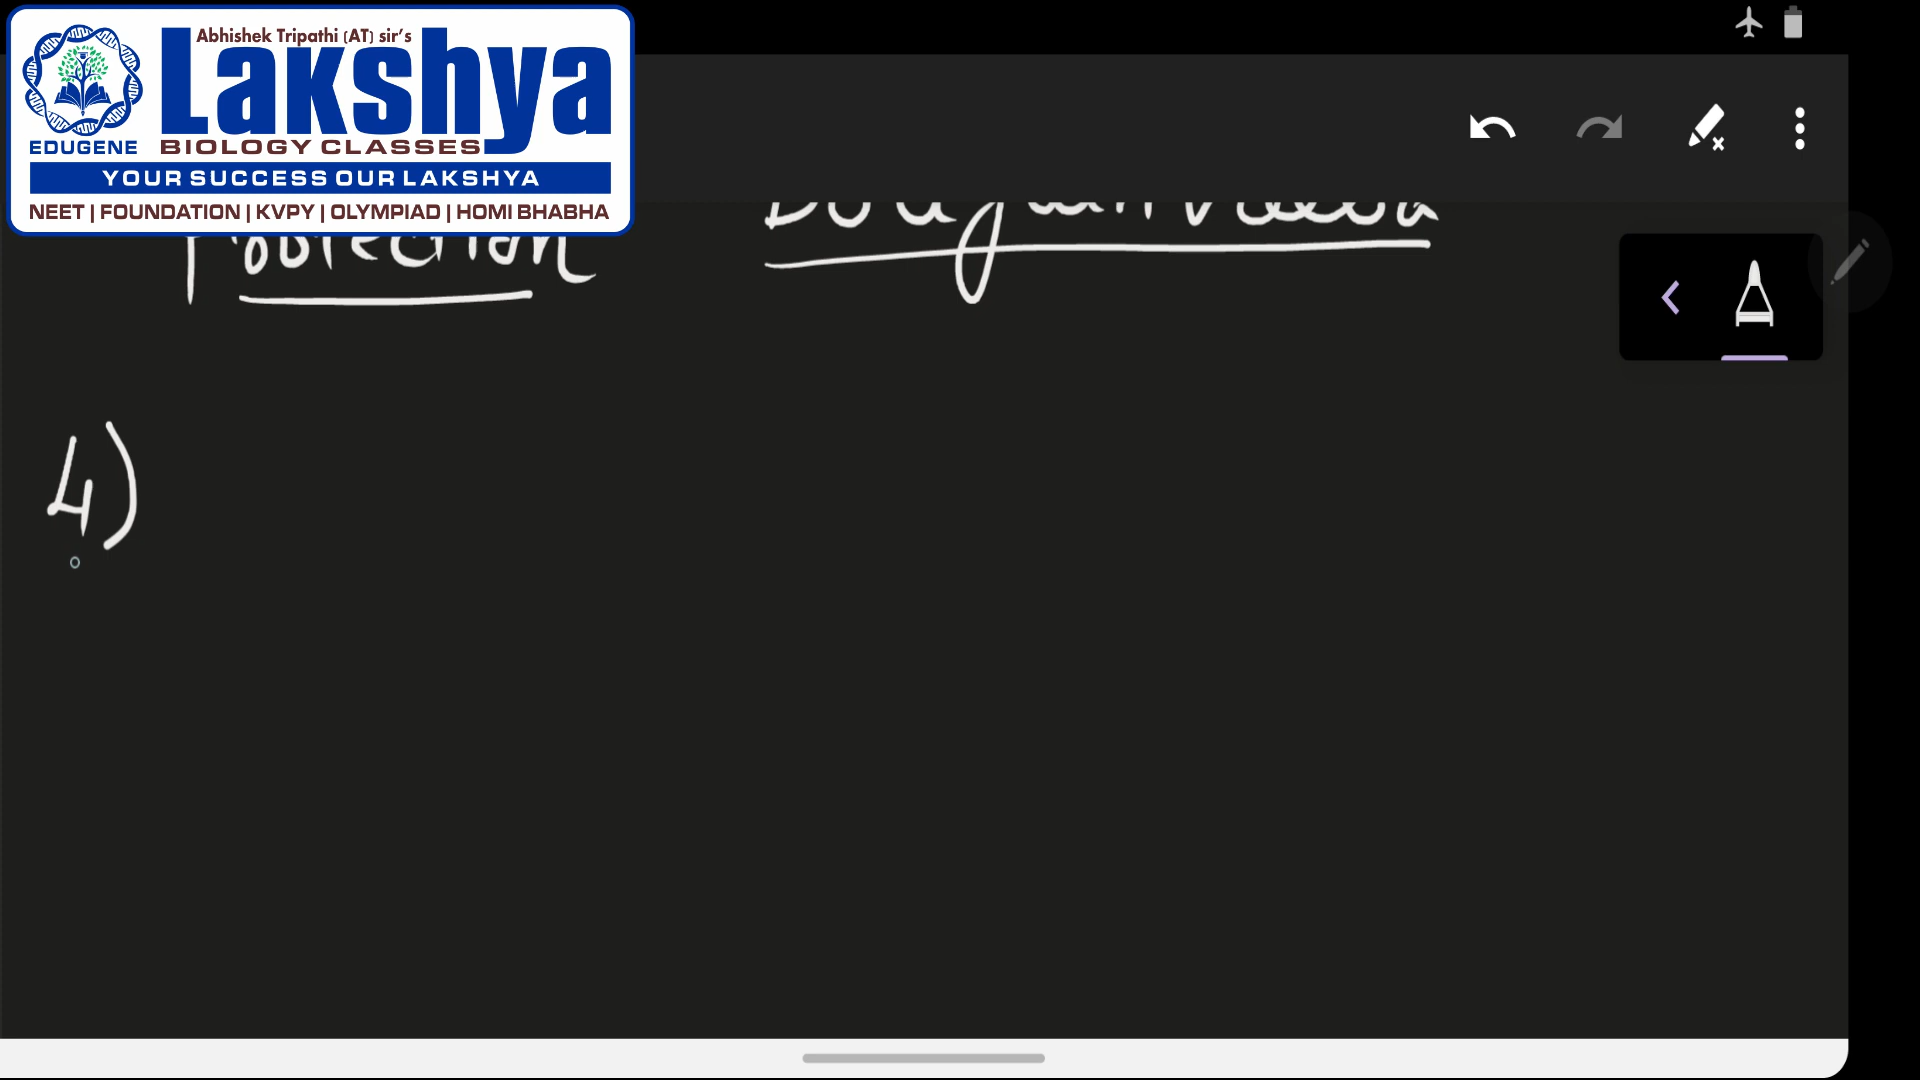 Abhishek Tripathi (AT) sir's
Lakshya
EDUGENE BIOLOGY CLASSES
YOUR SUCCESS OUR LAKSHYA
NEET | FOUNDATION | KVPY | OLYMPIAD | HOMI BHABHA
Protection
4)